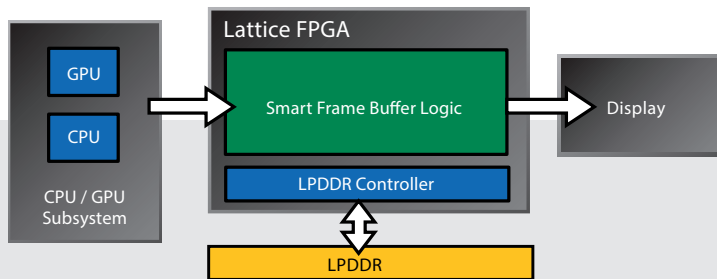 GPU
CPU
CPU / GPU
Subsystem
Lattice FPGA
Smart Frame Buffer Logic
LPDDR Controller
LPDDR
Display